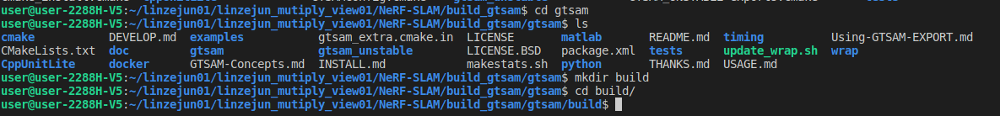 user@user-2288H-V5:~/linzejun01/linzejun_mutiply_view01/NeRF-SLAM/build_gtsam$ cd gtsam
user@user-2288H-V5:~/linzejun01/linzejun_mutiply_view01/NeRF-SLAM/build_gtsam/gtsam$ ls
cmake DEVELOP.md examples gtsam_extra.cmake.in LICENSE matlab README.md timing Using-GTSAM-EXPORT.md
CMakeLists.txt doc gtsam gtsam_unstable LICENSE.BSD package.xml tests update_wrap.sh wrap
CppUnitLite docker GTSAM-Concepts.md INSTALL.md makestats.sh python THANKS.md USAGE.md
user@user-2288H-V5:~/linzejun01/linzejun_mutiply_view01/NeRF-SLAM/build_gtsam/gtsam$ mkdir build
user@user-2288H-V5:~/linzejun01/linzejun_mutiply_view01/NeRF-SLAM/build_gtsam/gtsam$ cd build/
user@user-2288H-V5:~/linzejun01/linzejun_mutiply_view01/NeRF-SLAM/build_gtsam/gtsam/build$